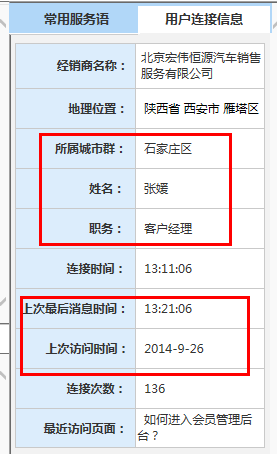 常用服务语 用户连接信息
经销商名称： 北京宏伟恒源汽车销售
服务有限公司
地理位置： 陕西省 西安市 雁塔区
所属城市群： 石家庄区
姓名： 张媛
职务： 客户经理
连接时间： 13:11:06
上次最后消息时间： 13:21:06
上次访问时间： 2014-9-26
连接次数： 136
最近访问页面： 如何进入会员管理后
台？